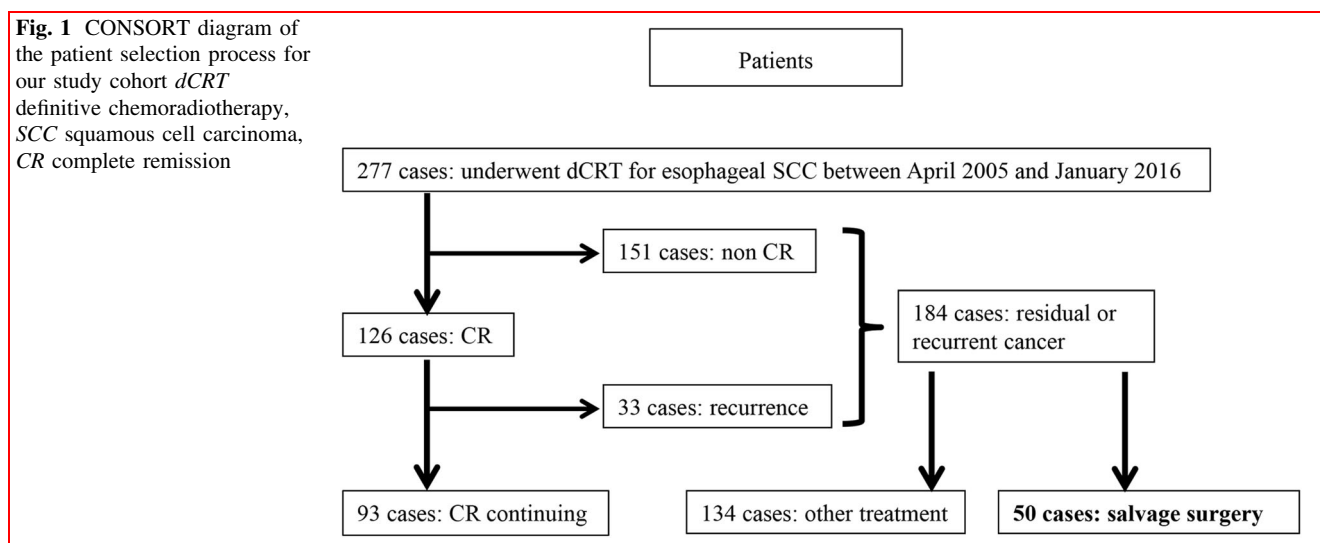 Fig. 1 CONSORT diagram of
the patient selection process for
our study cohort dCRT
definitive chemoradiotherapy,
SCC squamous cell carcinoma,
CR complete remission
Patients
277 cases: underwent dCRT for esophageal SCC between April 2005 and January 2016
151 cases: non CR
126 cases: CR
184 cases: residual or
recurrent cancer
33 cases: recurrence
93 cases: CR continuing
134 cases: other treatment
50 cases: salvage surgery